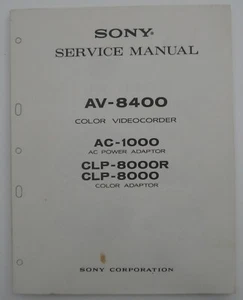 SONY®
SERVICE MANUAL
AV-8400
COLOR VIDEOCORDER
AC-1000
AC POWER ADAPTOR
CLP-8000R
CLP-8000
COLOR ADAPTOR
SONY CORPORATION